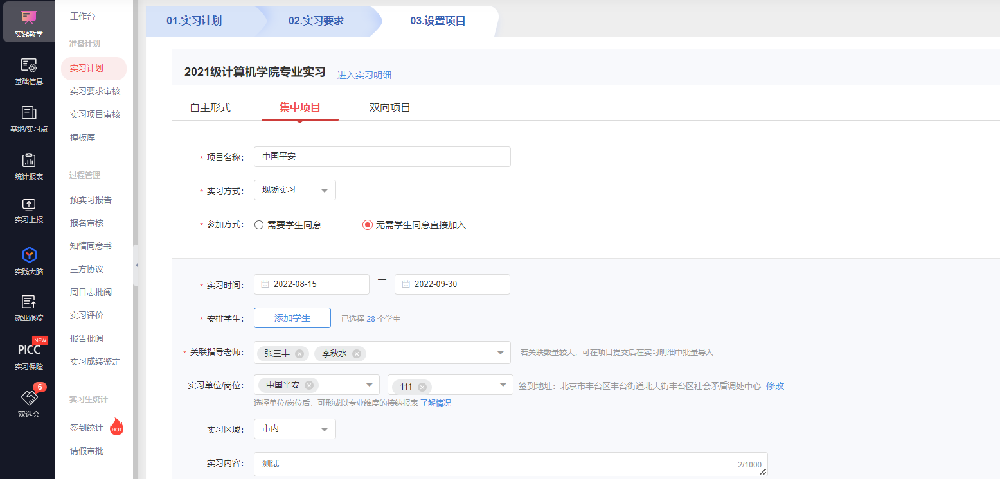 实践教学
基础信息
基地/实习点
统计报表
实习上报
实践大脑
就业跟踪
NEW
PICC
实习保险
6
双选会
工作台
准备计划
实习计划
实习要求审核
实习项目审核
模板库
过程管理
预实习报告
报名审核
知情同意书
三方协议
周日志批阅
实习评价
报告批阅
实习成绩鉴定
实习生统计
签到统计 HOT
请假审批
01.实习计划 02.实习要求 03.设置项目
2021级计算机学院专业实习 进入实习明细
自主形式 集中项目 双向项目
* 项目名称： 中国平安
* 实习方式： 现场实习
* 参加方式： 需要学生同意 无需学生同意直接加入
* 实习时间： 2022-08-15 — 2022-09-30
* 安排学生： 添加学生 已选择 28 个学生
* 关联指导老师： 张三丰 李秋水 若关联数量较大，可在项目提交后在实习明细中批量导入
实习单位/岗位： 中国平安 111 签到地址：北京市丰台区丰台街道北大街丰台区社会矛盾调处中心 修改
选择单位/岗位后，可形成以专业维度的接纳报表 了解情况
实习区域： 市内
实习内容： 测试 2/1000